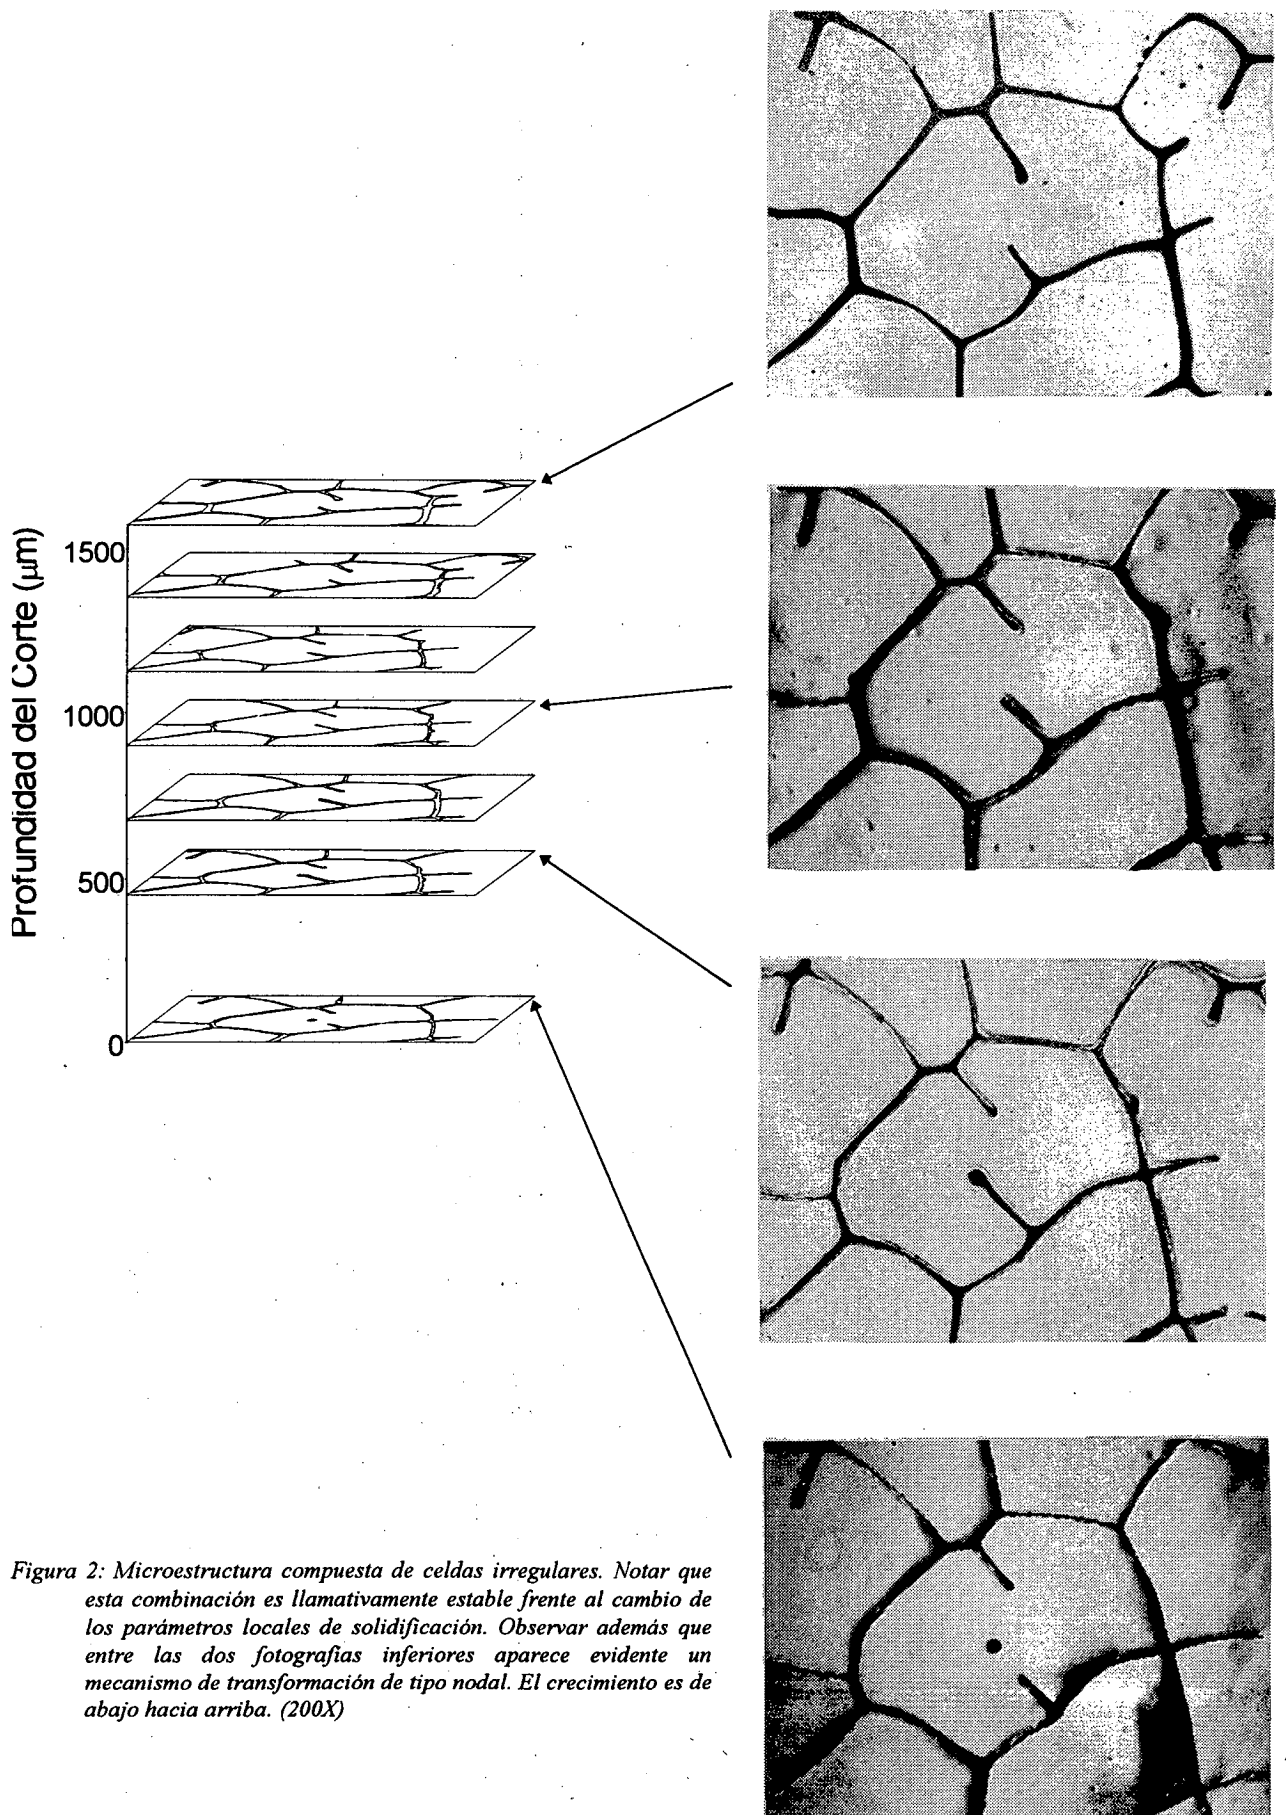 Profundidad del Corte (μm)
1500
1000
500
0
Figura 2: Microestructura compuesta de celdas irregulares. Notar que
esta combinación es llamativamente estable frente al cambio de
los parámetros locales de solidificación. Observar además que
entre las dos fotografías inferiores aparece evidente un
mecanismo de transformación de tipo nodal. El crecimiento es de
abajo hacia arriba. (200X)